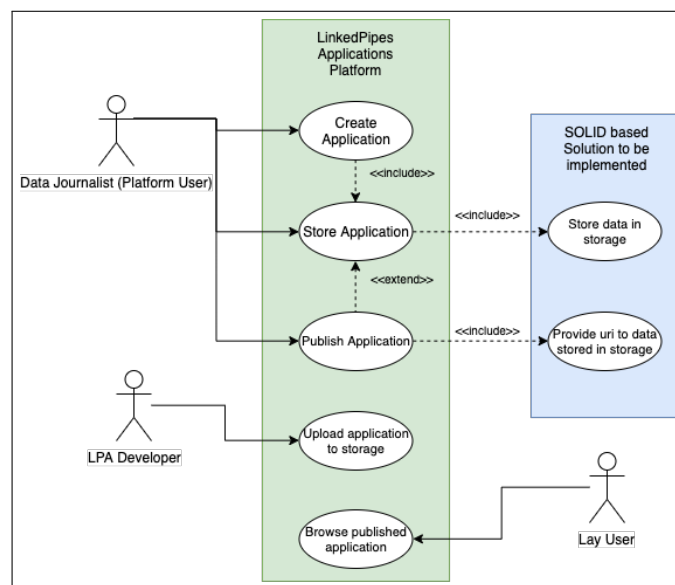 LinkedPipes
Applications
Platform
Create
Application
SOLID based
Solution to be
implemented
Data Journalist (Platform User)
<<include>>
Store Application
<<include>>
Store data in
storage
<<extend>>
Publish Application
<<include>>
Provide uri to data
stored in storage
LPA Developer
Upload application
to storage
Browse published
application
Lay User